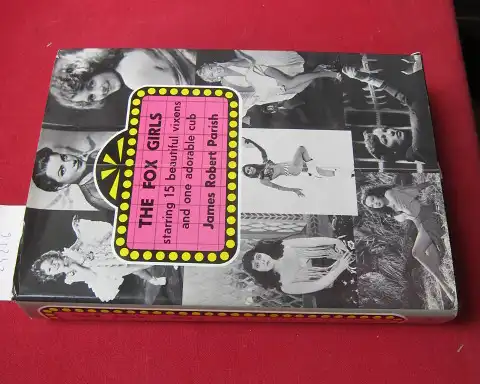 THE FOX GIRLS
starring 15 beautiful vixens
and one adorable cub
James Robert Parish